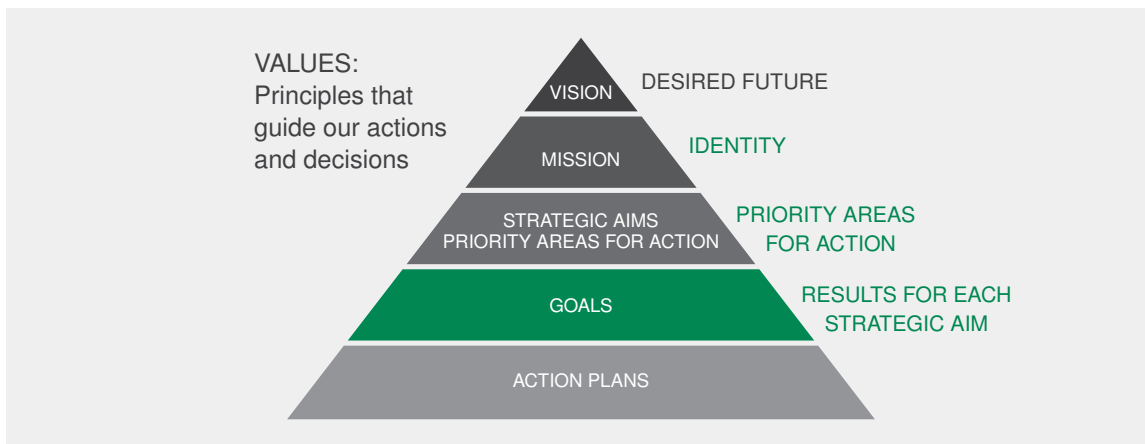 VALUES:
Principles that
guide our actions
and decisions
VISION
DESIRED FUTURE
MISSION
IDENTITY
STRATEGIC AIMS
PRIORITY AREAS FOR ACTION
PRIORITY AREAS
FOR ACTION
GOALS
RESULTS FOR EACH
STRATEGIC AIM
ACTION PLANS